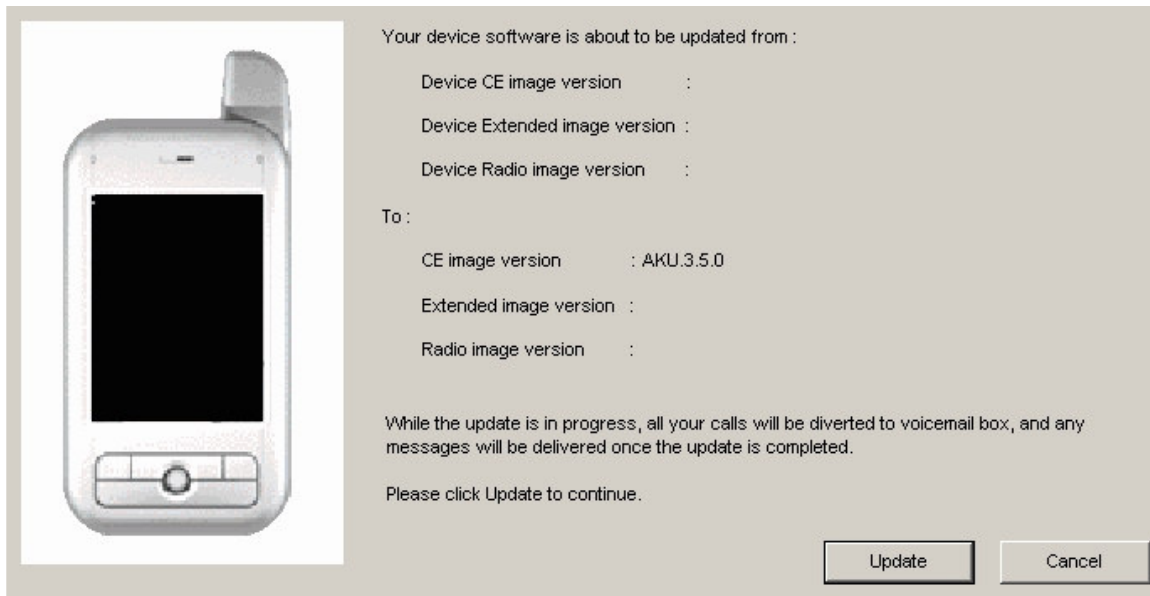 Your device software is about to be updated from :
Device CE image version :
Device Extended image version :
Device Radio image version :
To :
CE image version : AKU.3.5.0
Extended image version :
Radio image version :
While the update is in progress, all your calls will be diverted to voicemail box, and any
messages will be delivered once the update is completed.
Please click Update to continue.
Update Cancel